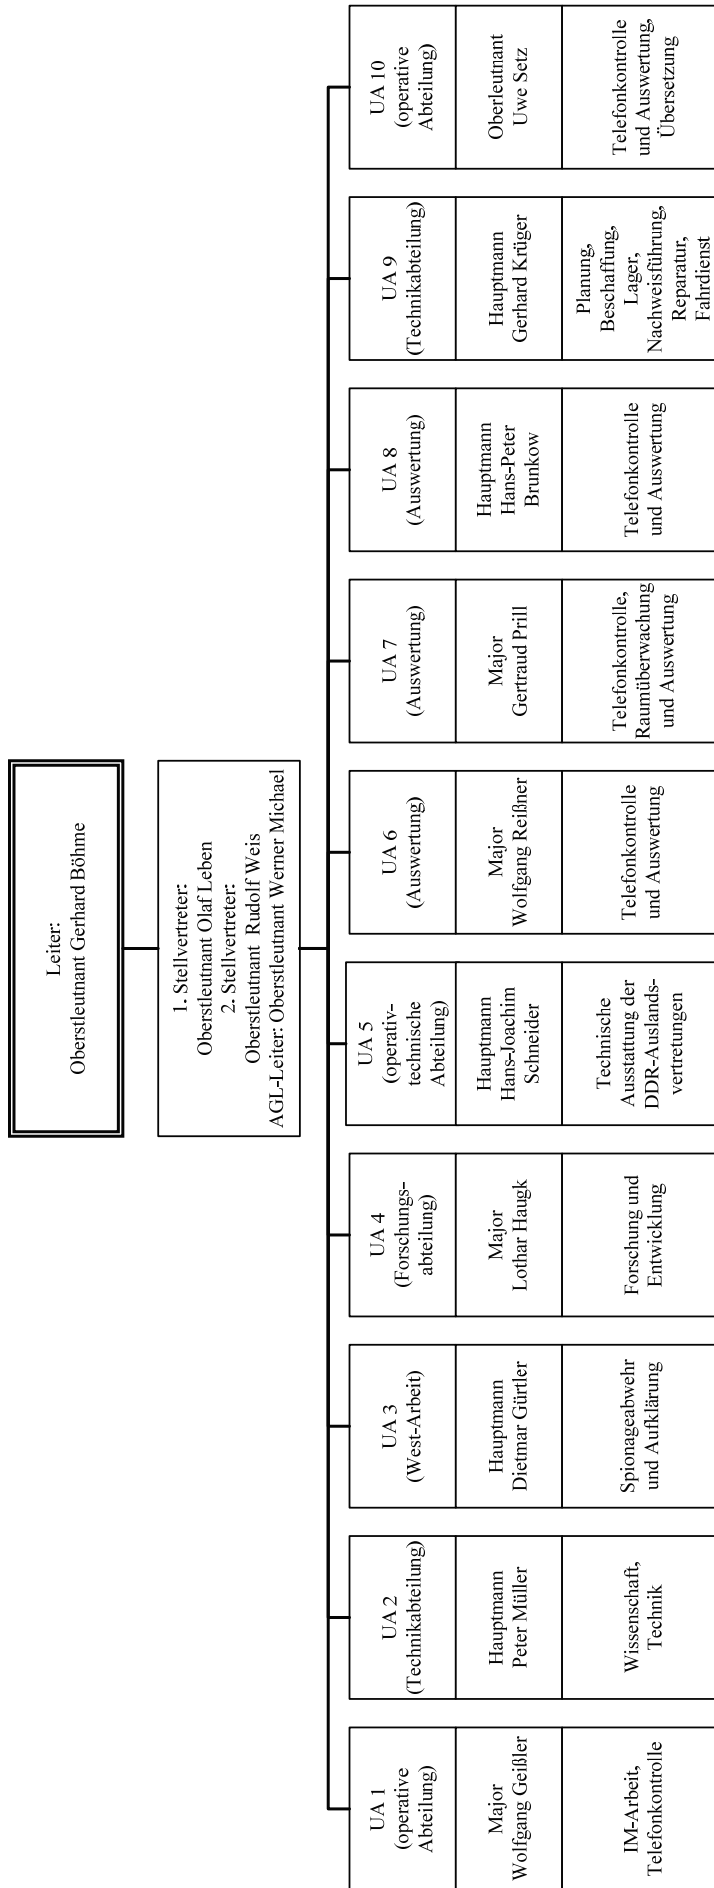 Leiter:
Oberstleutnant Gerhard Böhme
1. Stellvertreter:
Oberstleutnant Olaf Leben
2. Stellvertreter:
Oberstleutnant Rudolf Weis
AGL-Leiter: Oberstleutnant Werner Michael
UA 1
(operative
Abteilung)
Major
Wolfgang Geißler
IM-Arbeit,
Telefonkontrolle
UA 2
(Technikabteilung)
Hauptmann
Peter Müller
Wissenschaft,
Technik
UA 3
(West-Arbeit)
Hauptmann
Dietmar Gürtler
Spionageabwehr
und Aufklärung
UA 4
(Forschungs-
abteilung)
Major
Lothar Haugk
Forschung und
Entwicklung
UA 5
(operativ-
technische
Abteilung)
Hauptmann
Hans-Joachim
Schneider
Technische
Ausstattung der
DDR-Auslands-
vertretungen
UA 6
(Auswertung)
Major
Wolfgang Reißner
Telefonkontrolle
und Auswertung
UA 7
(Auswertung)
Major
Gertraud Prill
Telefonkontrolle,
Raumüberwachung
und Auswertung
UA 8
(Auswertung)
Hauptmann
Hans-Peter
Brunkow
Telefonkontrolle
und Auswertung
UA 9
(Technikabteilung)
Hauptmann
Gerhard Krüger
Planung,
Beschaffung,
Lager,
Nachweisführung,
Reparatur,
Fahrdienst
UA 10
(operative
Abteilung)
Oberleutnant
Uwe Setz
Telefonkontrolle
und Auswertung,
Übersetzung